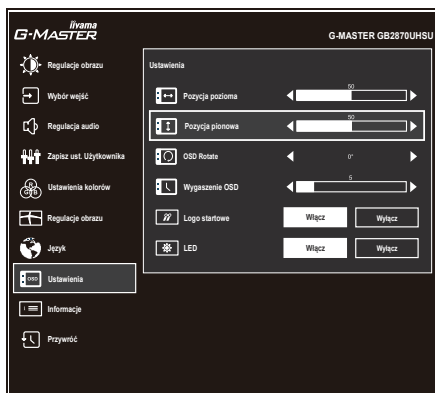 iiyama
G-MASTER
G-MASTER GB2870UHSU
Regulacje obrazu
Wybór wejść
Regulacja audio
Zapisz ust. Użytkownika
R
G B
Ustawienia kolorów
Regulacje obrazu
Język
OSD
Ustawienia
i
Informacje
Przywróć
Ustawienia
Pozycja pozioma
50
Pozycja pionowa
50
OSD Rotate
0°
Wygaszenie OSD
5
Logo startowe
Włącz
Wyłącz
LED
Włącz
Wyłącz